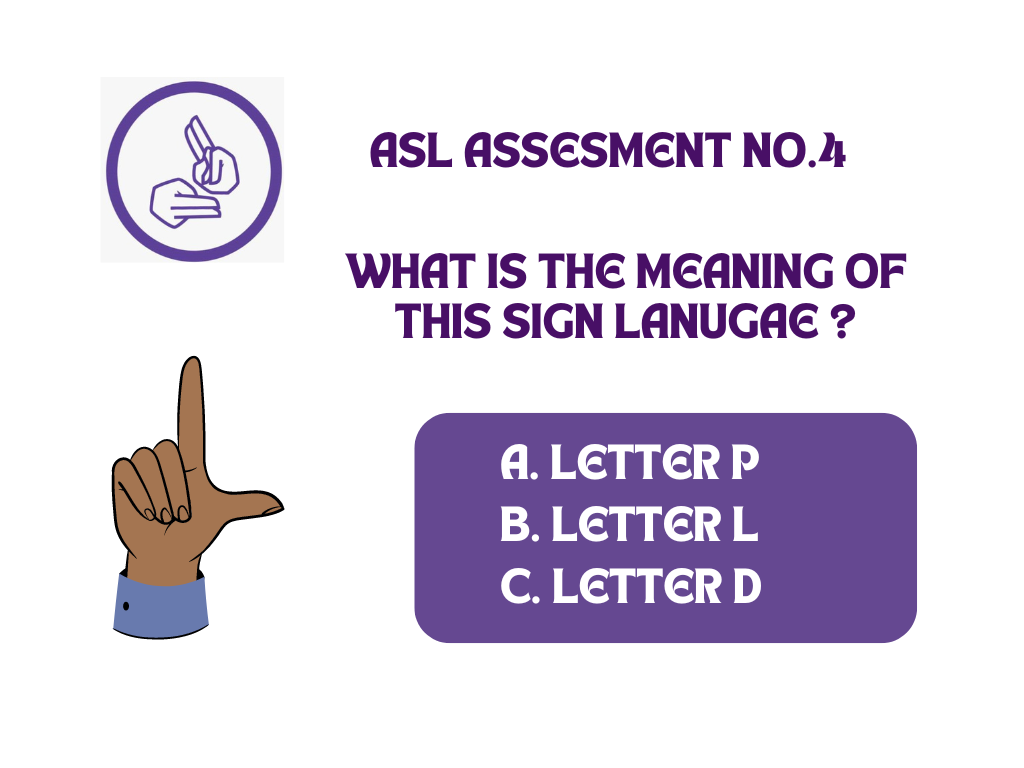 ASL ASSESMENT NO.4
WHAT IS THE MEANING OF
THIS SIGN LANUGAE ?
A. LETTER P
B. LETTER L
C. LETTER D